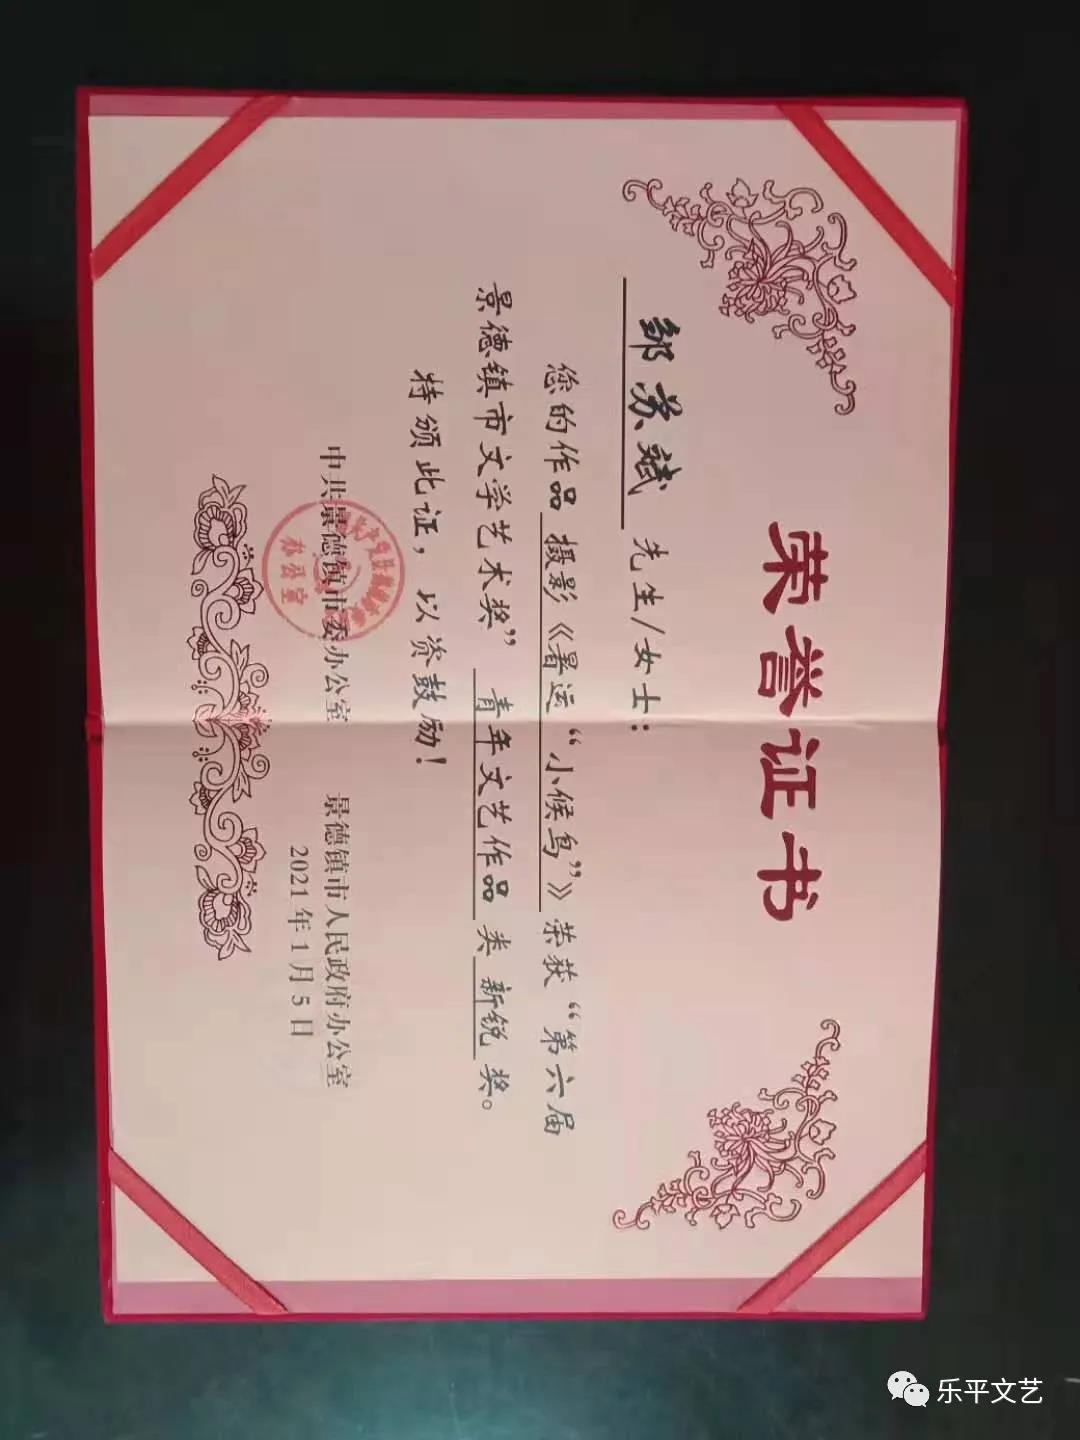 荣誉证书
邹苏斌 先生/女士：
您的作品 摄影《暑运“小候鸟”》荣获“第六届
景德镇市文学艺术奖” 青年文艺作品 类 新锐 奖。
特颁此证，以资鼓励！
中共景德镇市委办公室 景德镇市人民政府办公室
2021年1月5日
办公室
乐平文艺